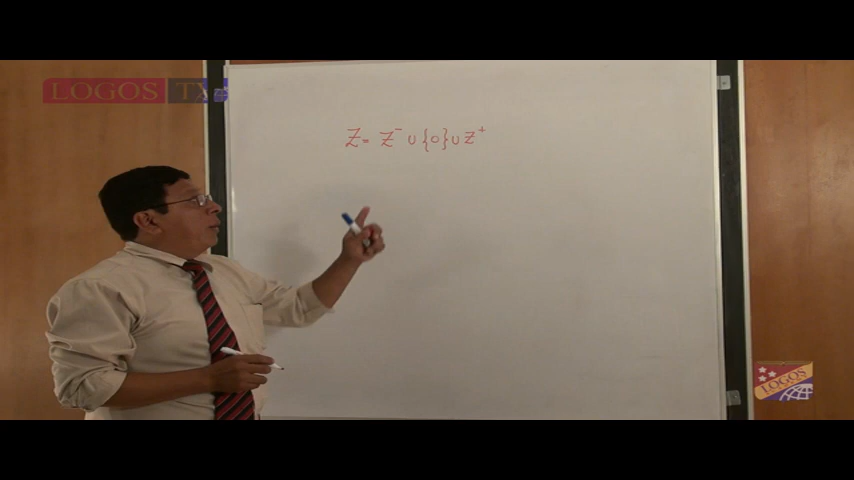 LOGOS TV
Z = Z⁻ ∪ {0} ∪ Z⁺
LOGOS